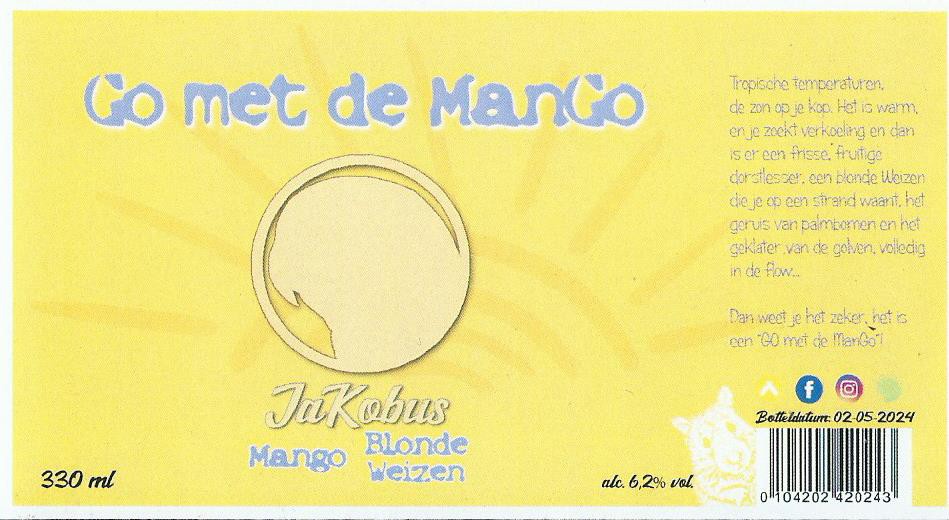 Go met de ManGo
JaKobus
Mango Blonde
Weizen
330 ml
alc. 6,2% vol.
Tropische temperaturen,
de zon op je kop. Het is warm,
en je zoekt verkoeling en dan
is er een frisse, fruitige
dorstlesser, een blonde Weizen
die je op een strand waant, het
geruis van palmbomen en het
geklater van de golven, volledig
in de flow...
Dan weet je het zeker, het is
een "GO met de ManGo"!
Botteldatum: 02-05-2024
0 104202 420243